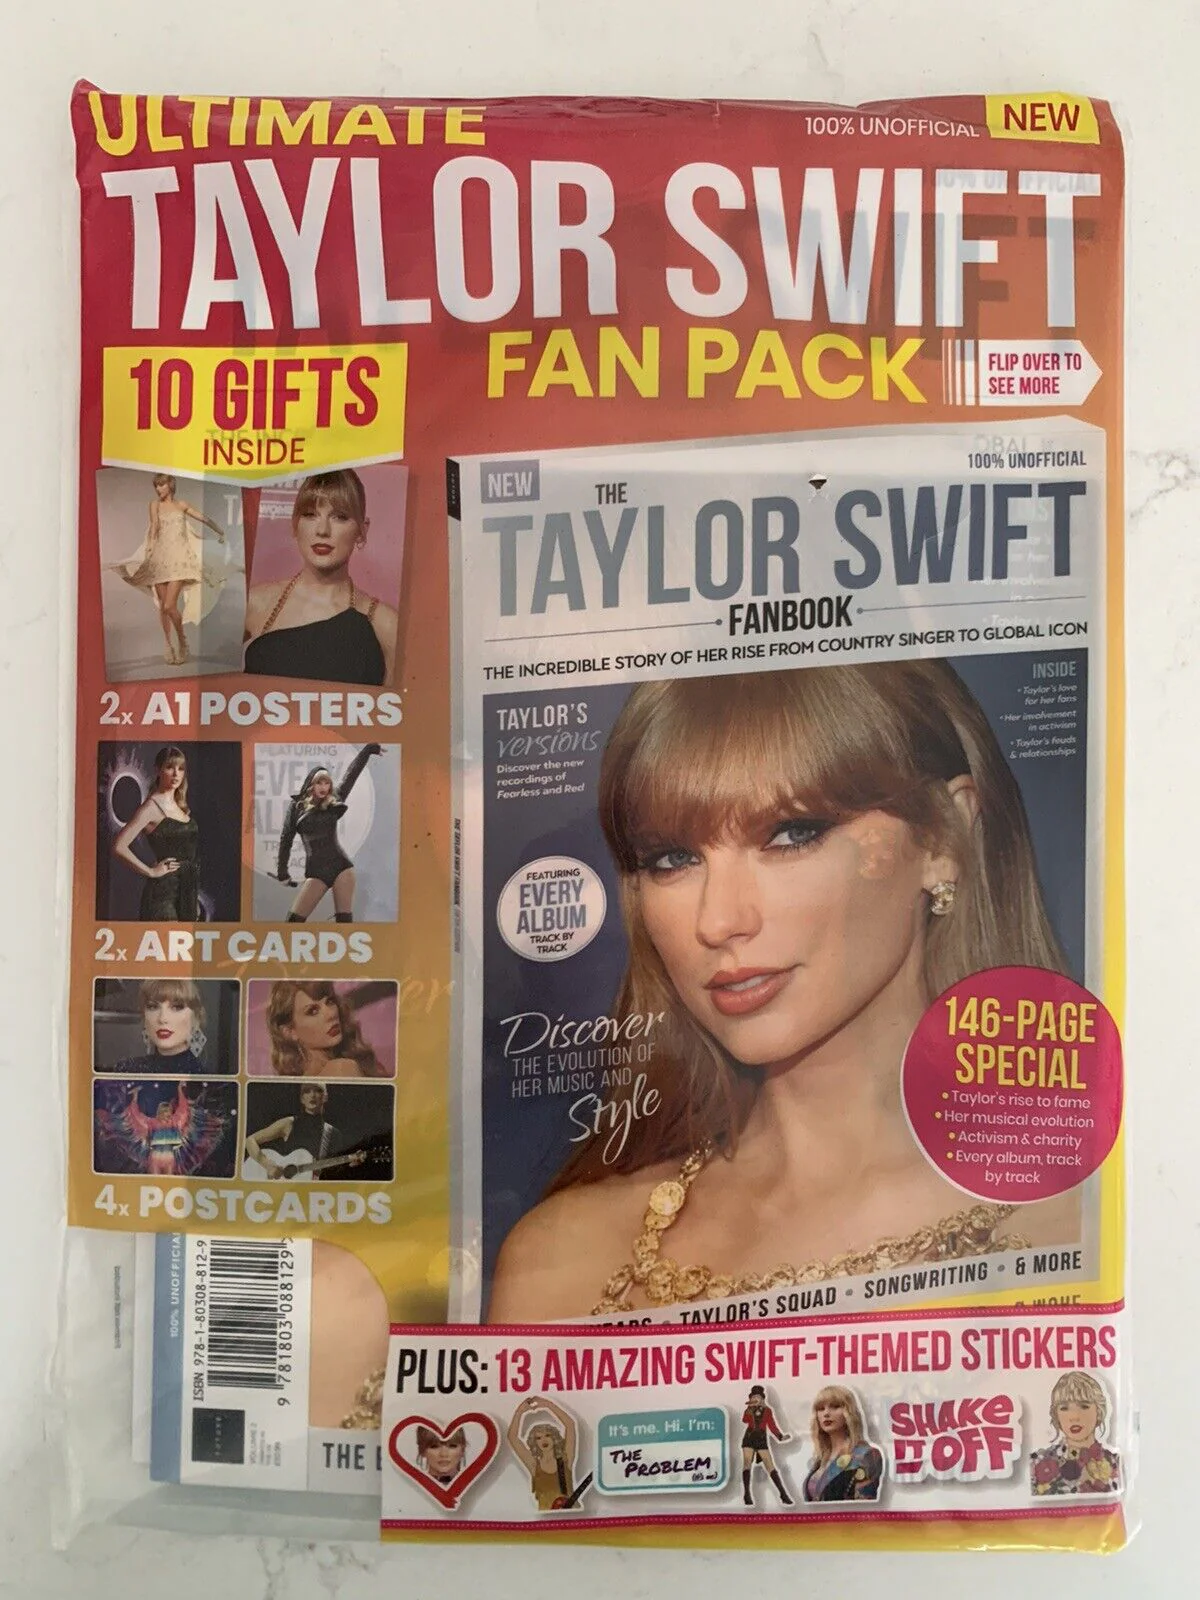 ULTIMATE
100% UNOFFICIAL
NEW
TAYLOR SWIFT
FAN PACK
FLIP OVER TO
SEE MORE
10 GIFTS
INSIDE
2x A1 POSTERS
2x ART CARDS
4x POSTCARDS
100% UNOFFICIAL
NEW
THE
TAYLOR SWIFT
FANBOOK
THE INCREDIBLE STORY OF HER RISE FROM COUNTRY SINGER TO GLOBAL ICON
TAYLOR'S
versions
Discover the new
recordings of
Fearless and Red
INSIDE
• Taylor's love
for her fans
• Her involvement
in activism
• Taylor's feuds
& relationships
FEATURING
EVERY
ALBUM
TRACK BY
TRACK
Discover
THE EVOLUTION OF
HER MUSIC AND
Style
146-PAGE
SPECIAL
• Taylor's rise to fame
• Her musical evolution
• Activism & charity
• Every album, track
by track
TAYLOR'S SQUAD • SONGWRITING • & MORE
100% UNOFFICIAL
ISBN 978-1-80308-812-9
9 781803 088129
THE
PLUS: 13 AMAZING SWIFT-THEMED STICKERS
It's me. Hi. I'm:
THE
PROBLEM
SHAKE
IT OFF